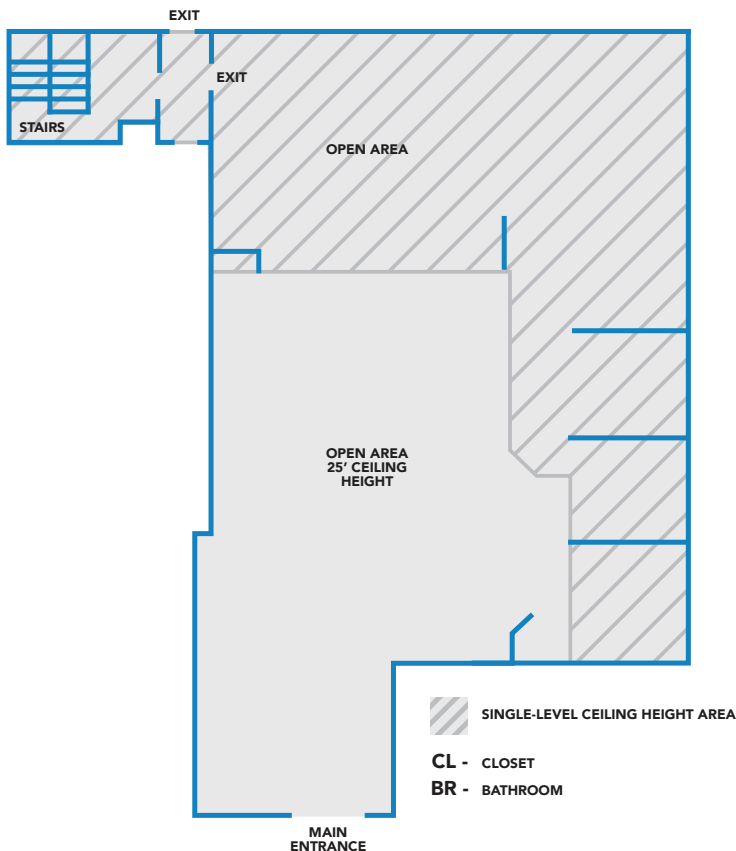 EXIT
EXIT
STAIRS
OPEN AREA
OPEN AREA
25' CEILING
HEIGHT
SINGLE-LEVEL CEILING HEIGHT AREA
CL - CLOSET
BR - BATHROOM
MAIN
ENTRANCE